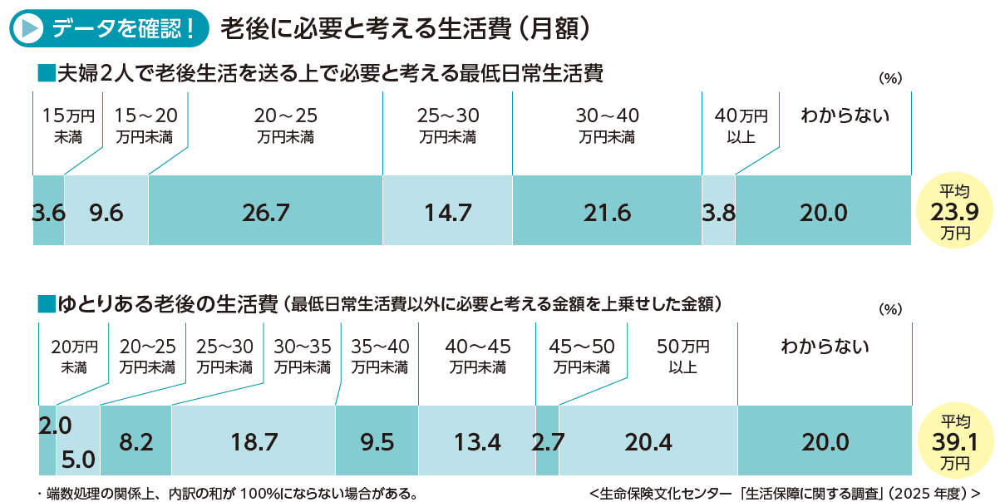 データを確認！ 老後に必要と考える生活費（月額）
■夫婦2人で老後生活を送る上で必要と考える最低日常生活費
（%）
15万円
未満
15～20
万円未満
20～25
万円未満
25～30
万円未満
30～40
万円未満
40万円
以上
わからない
3.6 9.6 26.7 14.7 21.6 3.8 20.0
平均
23.9
万円
■ゆとりある老後の生活費（最低日常生活費以外に必要と考える金額を上乗せした金額）
（%）
20万円
未満
20～25
万円未満
25～30
万円未満
30～35
万円未満
35～40
万円未満
40～45
万円未満
45～50
万円未満
50万円
以上
わからない
2.0 5.0 8.2 18.7 9.5 13.4 2.7 20.4 20.0
平均
39.1
万円
・端数処理の関係上、内訳の和が100%にならない場合がある。
＜生命保険文化センター「生活保障に関する調査」（2025年度）＞